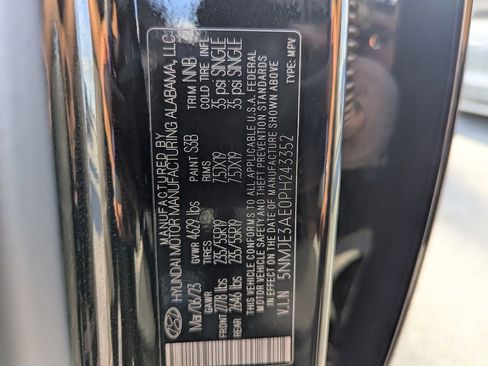 MANUFACTURED BY
HYUNDAI MOTOR MANUFACTURING ALABAMA, LLC.
Mar/06/23 GVWR 4629 lbs PAINT S3B TRIM NNB
GAWR TIRES RIMS COLD TIRE INFL.
FRONT 2778 lbs 235/55R19 7.5JX19 35 psi SINGLE
REAR 2646 lbs 235/55R19 7.5JX19 35 psi SINGLE
THIS VEHICLE CONFORMS TO ALL APPLICABLE U.S.A. FEDERAL
MOTOR VEHICLE SAFETY AND THEFT PREVENTION STANDARDS
IN EFFECT ON THE DATE OF MANUFACTURE SHOWN ABOVE
V.I.N 5NMJE3AE0PH243352 TYPE: MPV